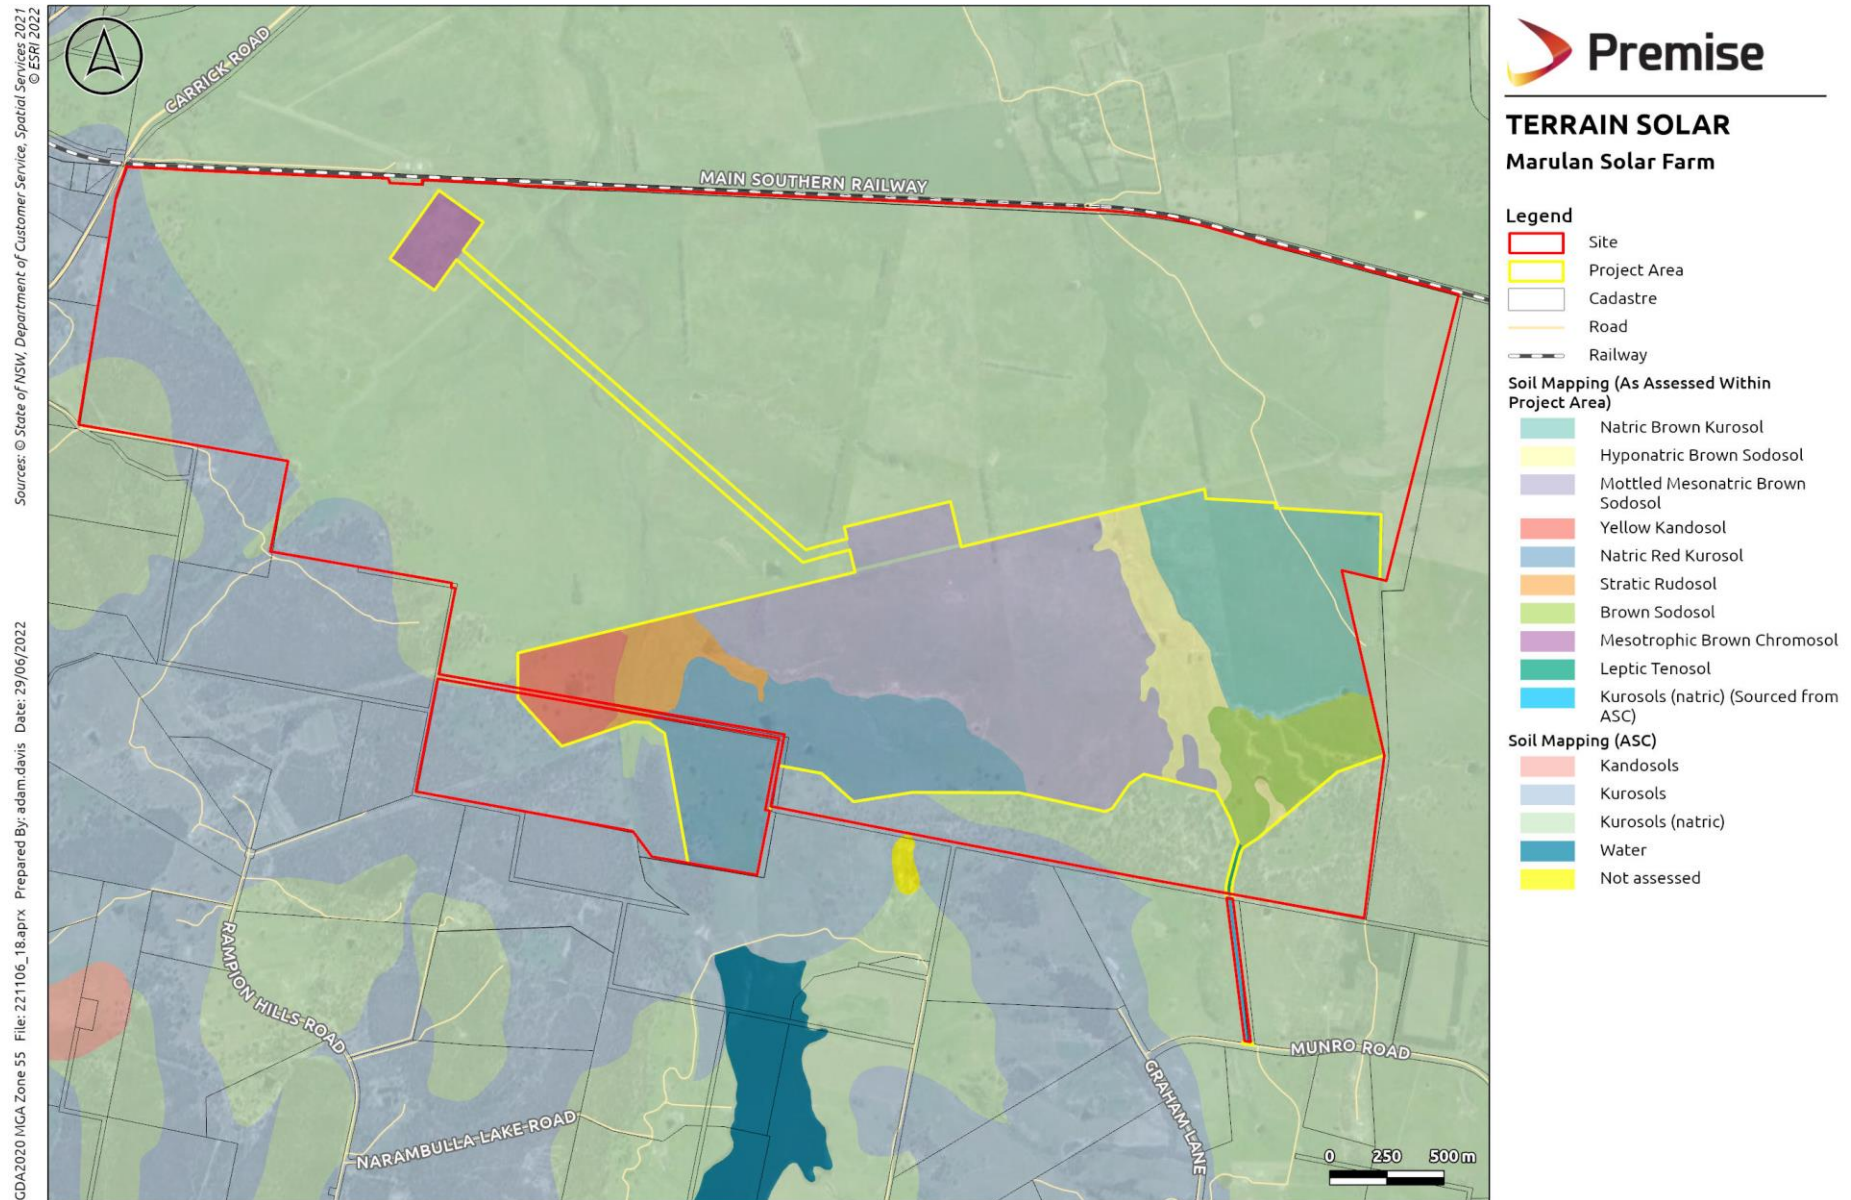 Sources: © State of NSW, Department of Customer Service, Spatial Services 2021
© ESRI 2022
GDA2020 MGA Zone 55 File: 221106_18.aprx Prepared By: adam.davis Date: 29/06/2022
CARRICK ROAD
MAIN SOUTHERN RAILWAY
RAMPION HILLS ROAD
NARAMBULLA LAKE ROAD
MUNRO ROAD
GRAHAM LANE
0 250 500 m
Premise
TERRAIN SOLAR
Marulan Solar Farm
Legend
Site
Project Area
Cadastre
Road
Railway
Soil Mapping (As Assessed Within
Project Area)
Natric Brown Kurosol
Hyponatric Brown Sodosol
Mottled Mesonatric Brown
Sodosol
Yellow Kandosol
Natric Red Kurosol
Stratic Rudosol
Brown Sodosol
Mesotrophic Brown Chromosol
Leptic Tenosol
Kurosols (natric) (Sourced from
ASC)
Soil Mapping (ASC)
Kandosols
Kurosols
Kurosols (natric)
Water
Not assessed